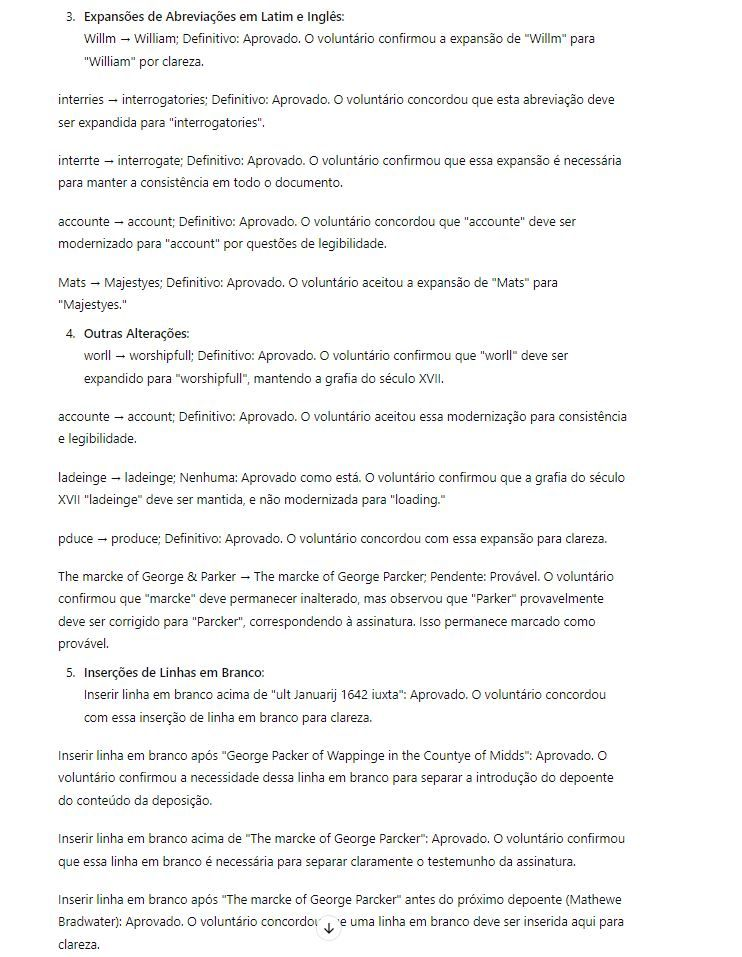 3. Expansões de Abreviações em Latim e Inglês:
Willm → William; Definitivo: Aprovado. O voluntário confirmou a expansão de "Willm" para
"William" por clareza.
interries → interrogatories; Definitivo: Aprovado. O voluntário concordou que esta abreviação deve
ser expandida para "interrogatories".
interrte → interrogate; Definitivo: Aprovado. O voluntário confirmou que essa expansão é necessária
para manter a consistência em todo o documento.
accounte → account; Definitivo: Aprovado. O voluntário concordou que "accounte" deve ser
modernizado para "account" por questões de legibilidade.
Mats → Majestyes; Definitivo: Aprovado. O voluntário aceitou a expansão de "Mats" para
"Majestyes."
4. Outras Alterações:
worll → worshipfull; Definitivo: Aprovado. O voluntário confirmou que "worll" deve ser
expandido para "worshipfull", mantendo a grafia do século XVII.
accounte → account; Definitivo: Aprovado. O voluntário aceitou essa modernização para consistência
e legibilidade.
ladeinge → ladeinge; Nenhuma: Aprovado como está. O voluntário confirmou que a grafia do século
XVII "ladeinge" deve ser mantida, e não modernizada para "loading."
pduce → produce; Definitivo: Aprovado. O voluntário concordou com essa expansão para clareza.
The marcke of George & Parker → The marcke of George Parcker; Pendente: Provável. O voluntário
confirmou que "marcke" deve permanecer inalterado, mas observou que "Parker" provavelmente
deve ser corrigido para "Parcker", correspondendo à assinatura. Isso permanece marcado como
provável.
5. Inserções de Linhas em Branco:
Inserir linha em branco acima de "ult Januarij 1642 iuxta": Aprovado. O voluntário concordou
com essa inserção de linha em branco para clareza.
Inserir linha em branco após "George Packer of Wappinge in the Countye of Midds": Aprovado. O
voluntário confirmou a necessidade dessa linha em branco para separar a introdução do depoente
do conteúdo da deposição.
Inserir linha em branco acima de "The marcke of George Parcker": Aprovado. O voluntário confirmou
que essa linha em branco é necessária para separar claramente o testemunho da assinatura.
Inserir linha em branco após "The marcke of George Parcker" antes do próximo depoente (Mathewe
Bradwater): Aprovado. O voluntário uma linha em branco deve ser inserida aqui para
clareza.